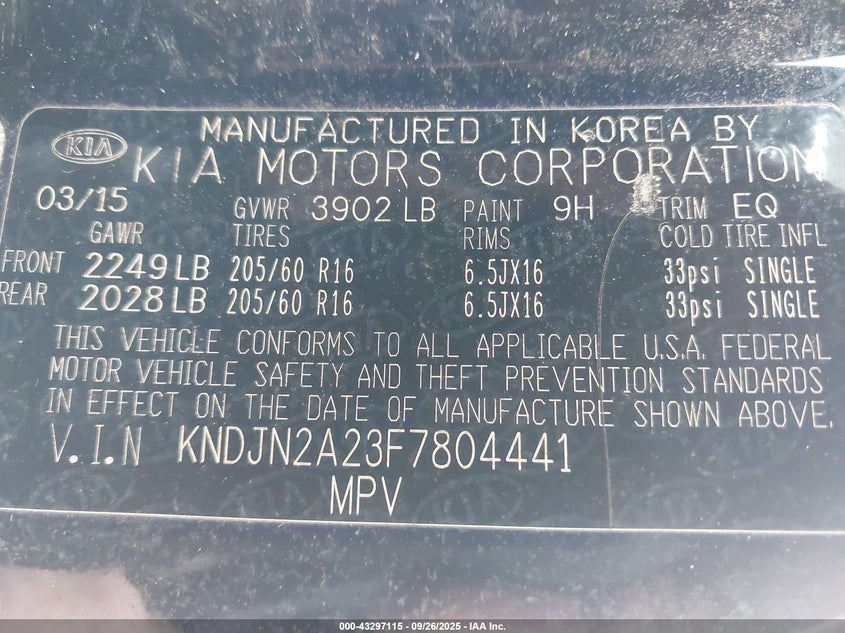 KIA
MANUFACTURED IN KOREA BY
KIA MOTORS CORPORATION
03/15 GVWR 3902 LB PAINT 9H TRIM EQ
GAWR TIRES RIMS COLD TIRE INFL
FRONT 2249 LB 205/60 R16 6.5JX16 33psi SINGLE
REAR 2028 LB 205/60 R16 6.5JX16 33psi SINGLE
THIS VEHICLE CONFORMS TO ALL APPLICABLE U.S.A. FEDERAL
MOTOR VEHICLE SAFETY AND THEFT PREVENTION STANDARDS
IN EFFECT ON THE DATE OF MANUFACTURE SHOWN ABOVE.
V.I.N KNDJN2A23F7804441
MPV
000-43297115 - 09/26/2025 - IAA Inc.